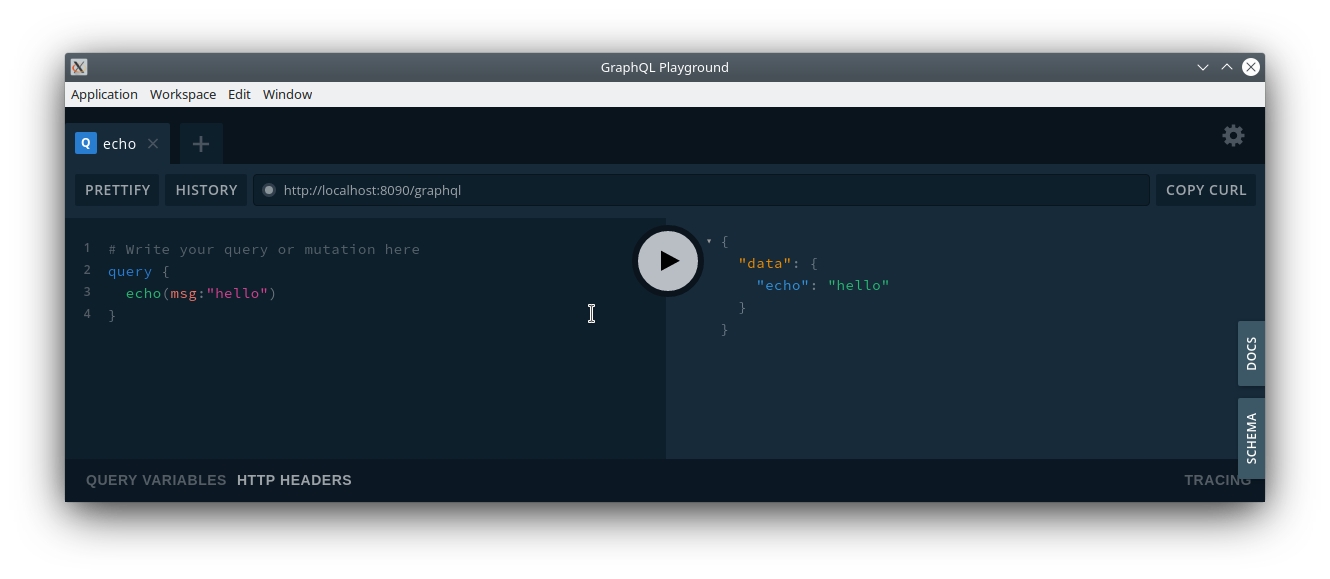 GraphQL Playground
Application Workspace Edit Window
Q echo
PRETTIFY HISTORY http://localhost:8090/graphql COPY CURL
1 # Write your query or mutation here
2 query {
3 echo(msg:"hello")
4 }
{
"data": {
"echo": "hello"
}
}
DOCS
SCHEMA
QUERY VARIABLES HTTP HEADERS TRACING